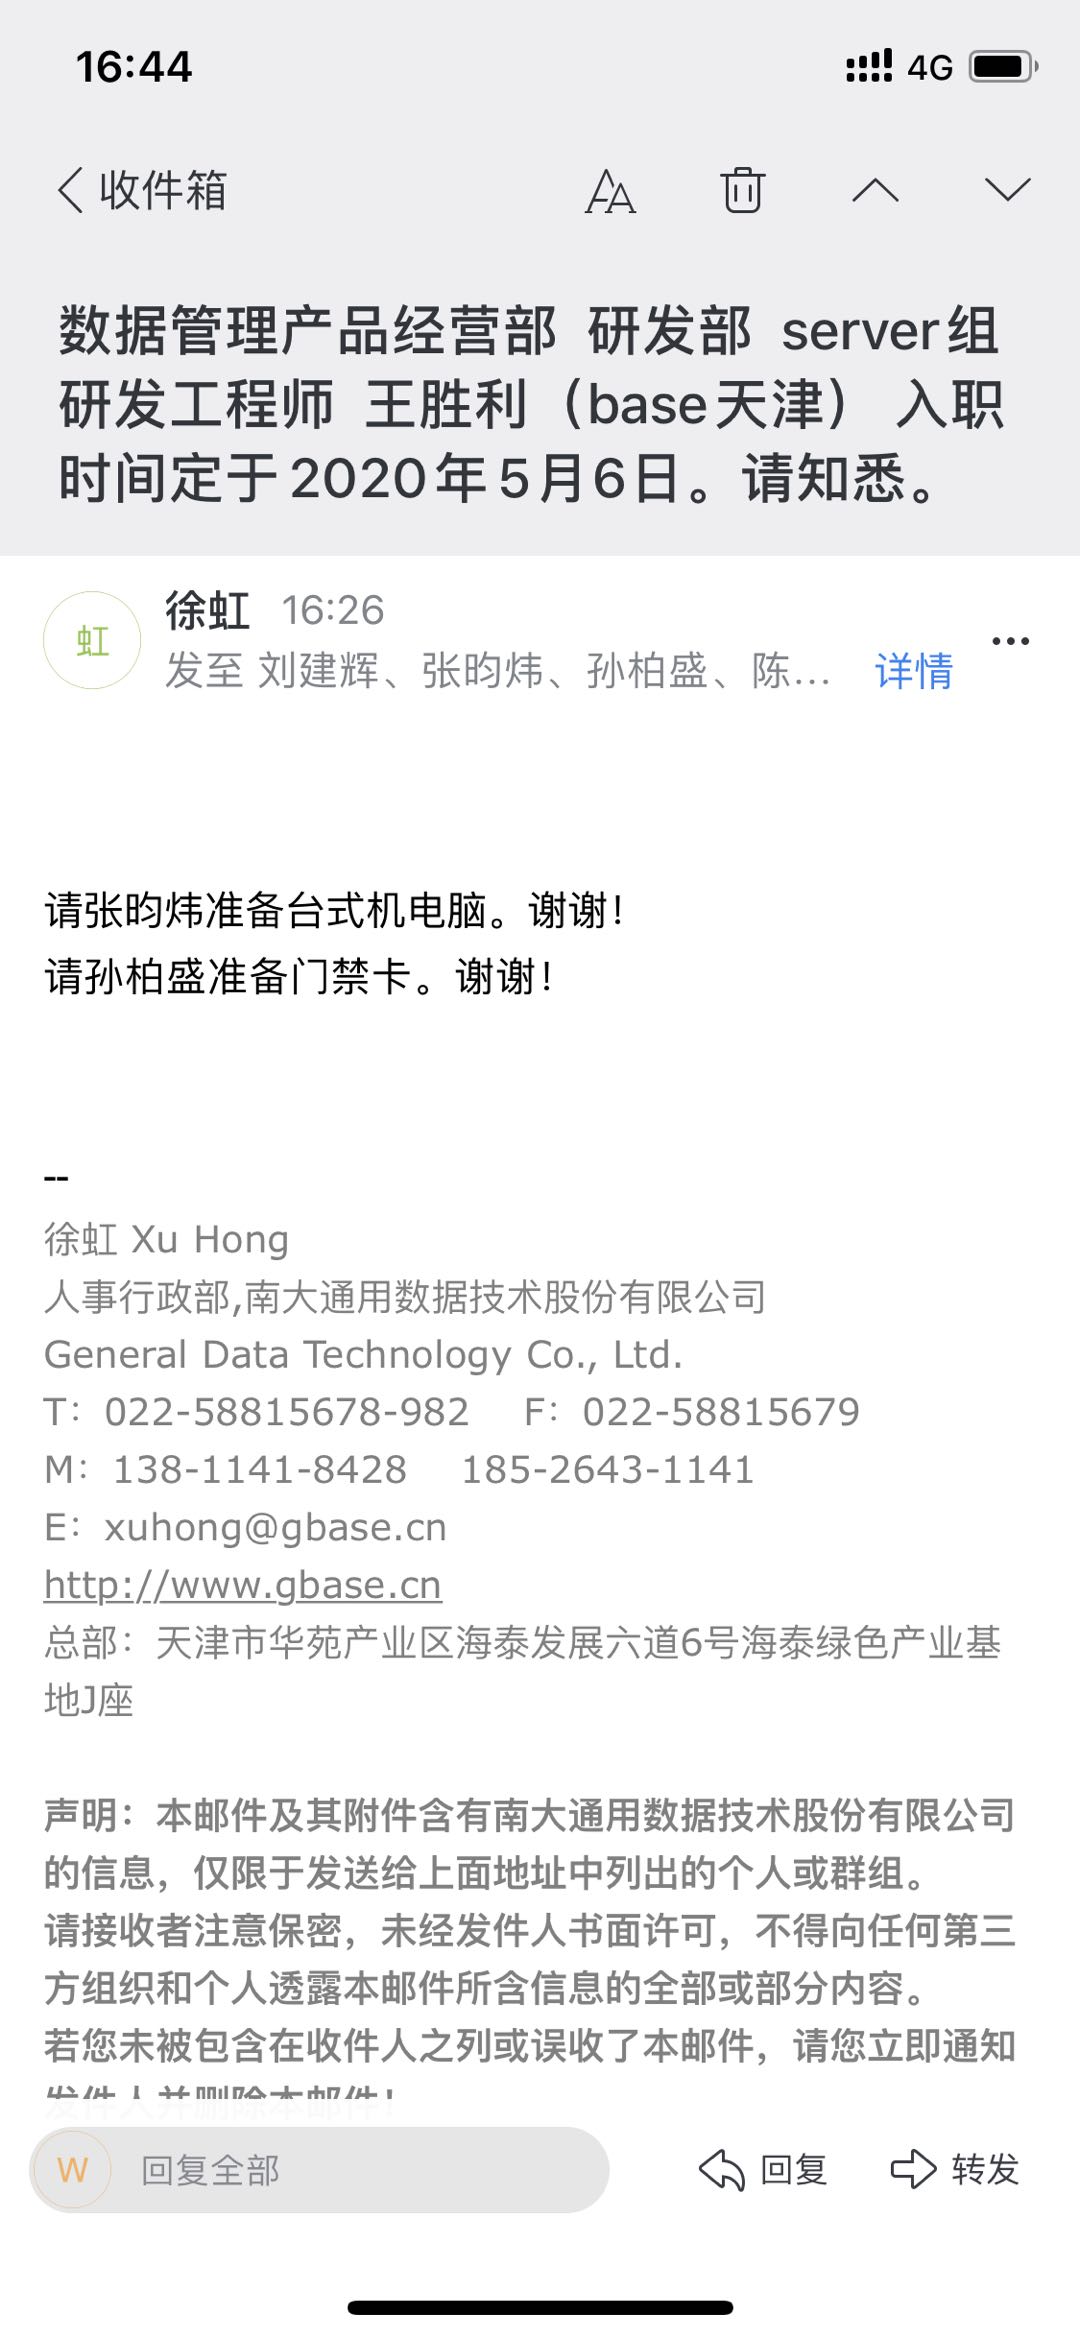 16:44
4G
收件箱
数据管理产品经营部 研发部 server组
研发工程师 王胜利（base天津） 入职
时间定于2020年5月6日。请知悉。
虹
徐虹 16:26
发至 刘建辉、张昀炜、孙柏盛、陈... 详情
请张昀炜准备台式机电脑。谢谢！
请孙柏盛准备门禁卡。谢谢！
--
徐虹 Xu Hong
人事行政部,南大通用数据技术股份有限公司
General Data Technology Co., Ltd.
T：022-58815678-982 F：022-58815679
M：138-1141-8428 185-2643-1141
E：xuhong@gbase.cn
http://www.gbase.cn
总部：天津市华苑产业区海泰发展六道6号海泰绿色产业基
地J座
声明：本邮件及其附件含有南大通用数据技术股份有限公司
的信息，仅限于发送给上面地址中列出的个人或群组。
请接收者注意保密，未经发件人书面许可，不得向任何第三
方组织和个人透露本邮件所含信息的全部或部分内容。
若您未被包含在收件人之列或误收了本邮件，请您立即通知
发件人并删除本邮件！
W 回复全部 回复 转发